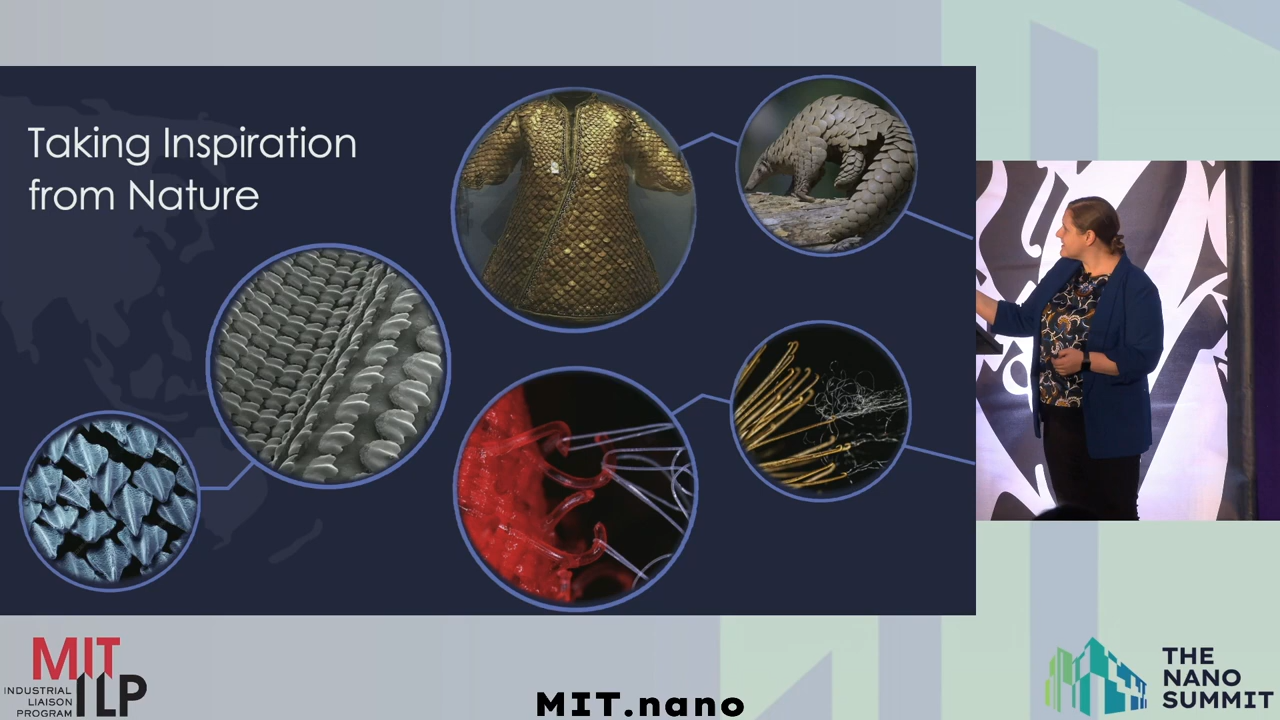 Taking Inspiration
from Nature
MIT
ILP
INDUSTRIAL
LIAISON
PROGRAM
MIT.nano
THE
NANO
SUMMIT